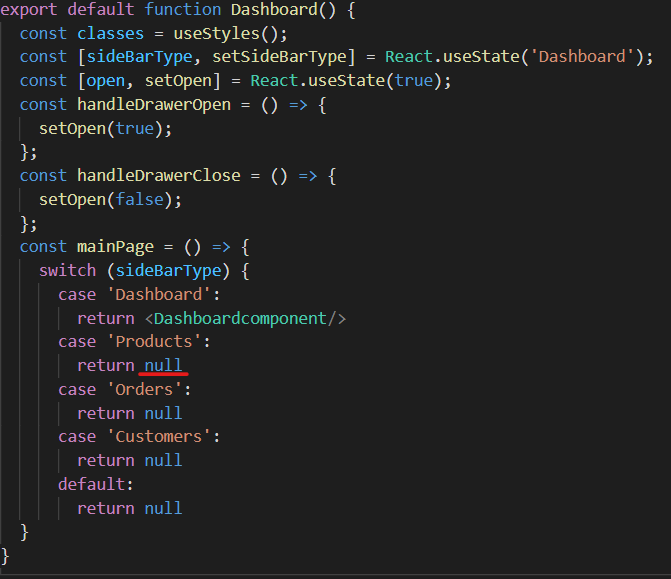 export default function Dashboard() {
  const classes = useStyles();
  const [sideBarType, setSideBarType] = React.useState('Dashboard');
  const [open, setOpen] = React.useState(true);
  const handleDrawerOpen = () => {
    setOpen(true);
  };
  const handleDrawerClose = () => {
    setOpen(false);
  };
  const mainPage = () => {
    switch (sideBarType) {
      case 'Dashboard':
        return <Dashboardcomponent/>
      case 'Products':
        return null
      case 'Orders':
        return null
      case 'Customers':
        return null
      default:
        return null
  }
}